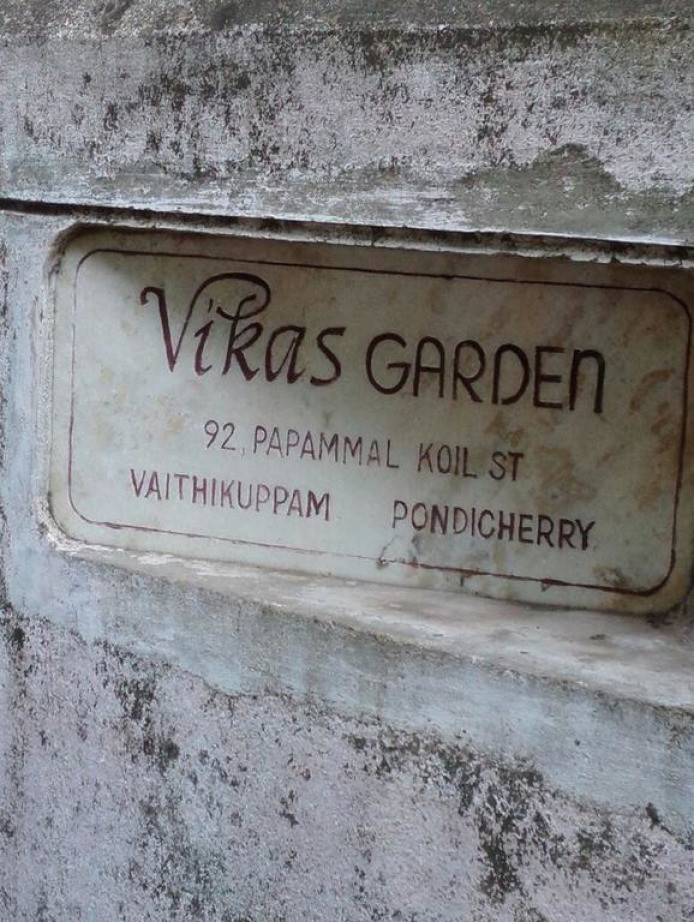 Vikas GARDEN
92, PAPAMMAL KOIL ST
VAITHIKUPPAM PONDICHERRY